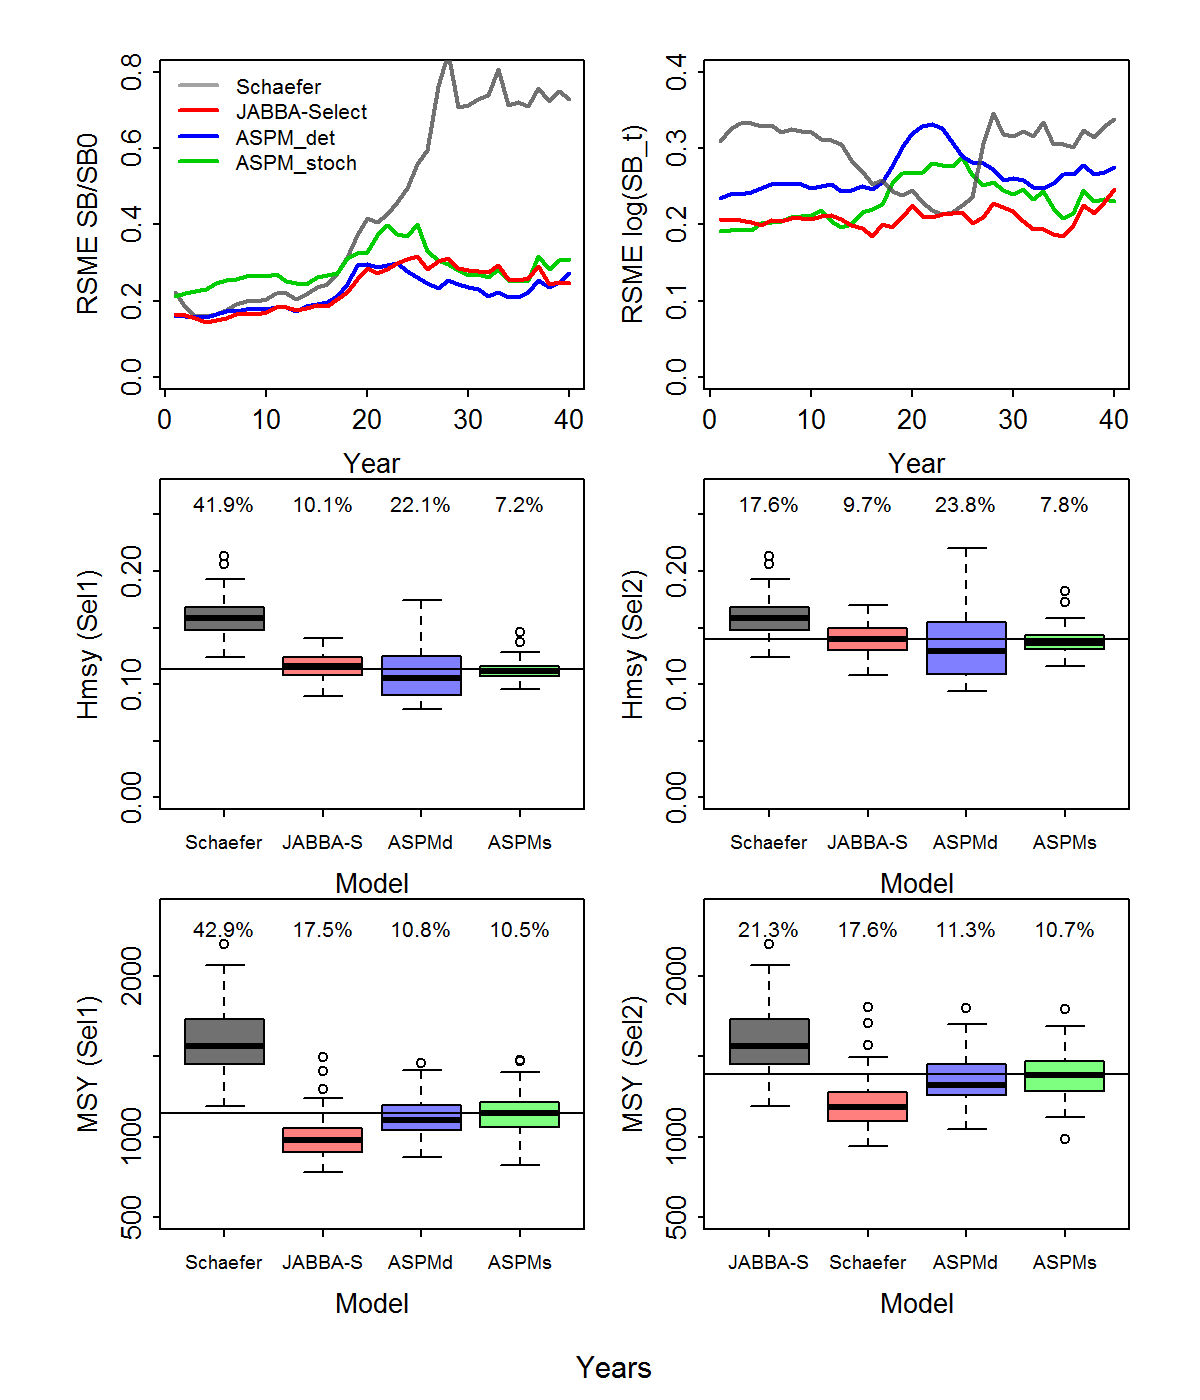 RSME SB/SB0
0.0 0.2 0.4 0.6 0.8
Schaefer
JABBA-Select
ASPM_det
ASPM_stoch
0 10 20 30 40
Year
RSME log(SB_t)
0.0 0.1 0.2 0.3 0.4
0 10 20 30 40
Year
Hmsy (Sel1)
0.00 0.10 0.20
41.9% 10.1% 22.1% 7.2%
Schaefer JABBA-S ASPMd ASPMs
Model
Hmsy (Sel2)
0.00 0.10 0.20
17.6% 9.7% 23.8% 7.8%
Schaefer JABBA-S ASPMd ASPMs
Model
MSY (Sel1)
500 1000 2000
42.9% 17.5% 10.8% 10.5%
Schaefer JABBA-S ASPMd ASPMs
Model
MSY (Sel2)
500 1000 2000
21.3% 17.6% 11.3% 10.7%
JABBA-S Schaefer ASPMd ASPMs
Model
Years